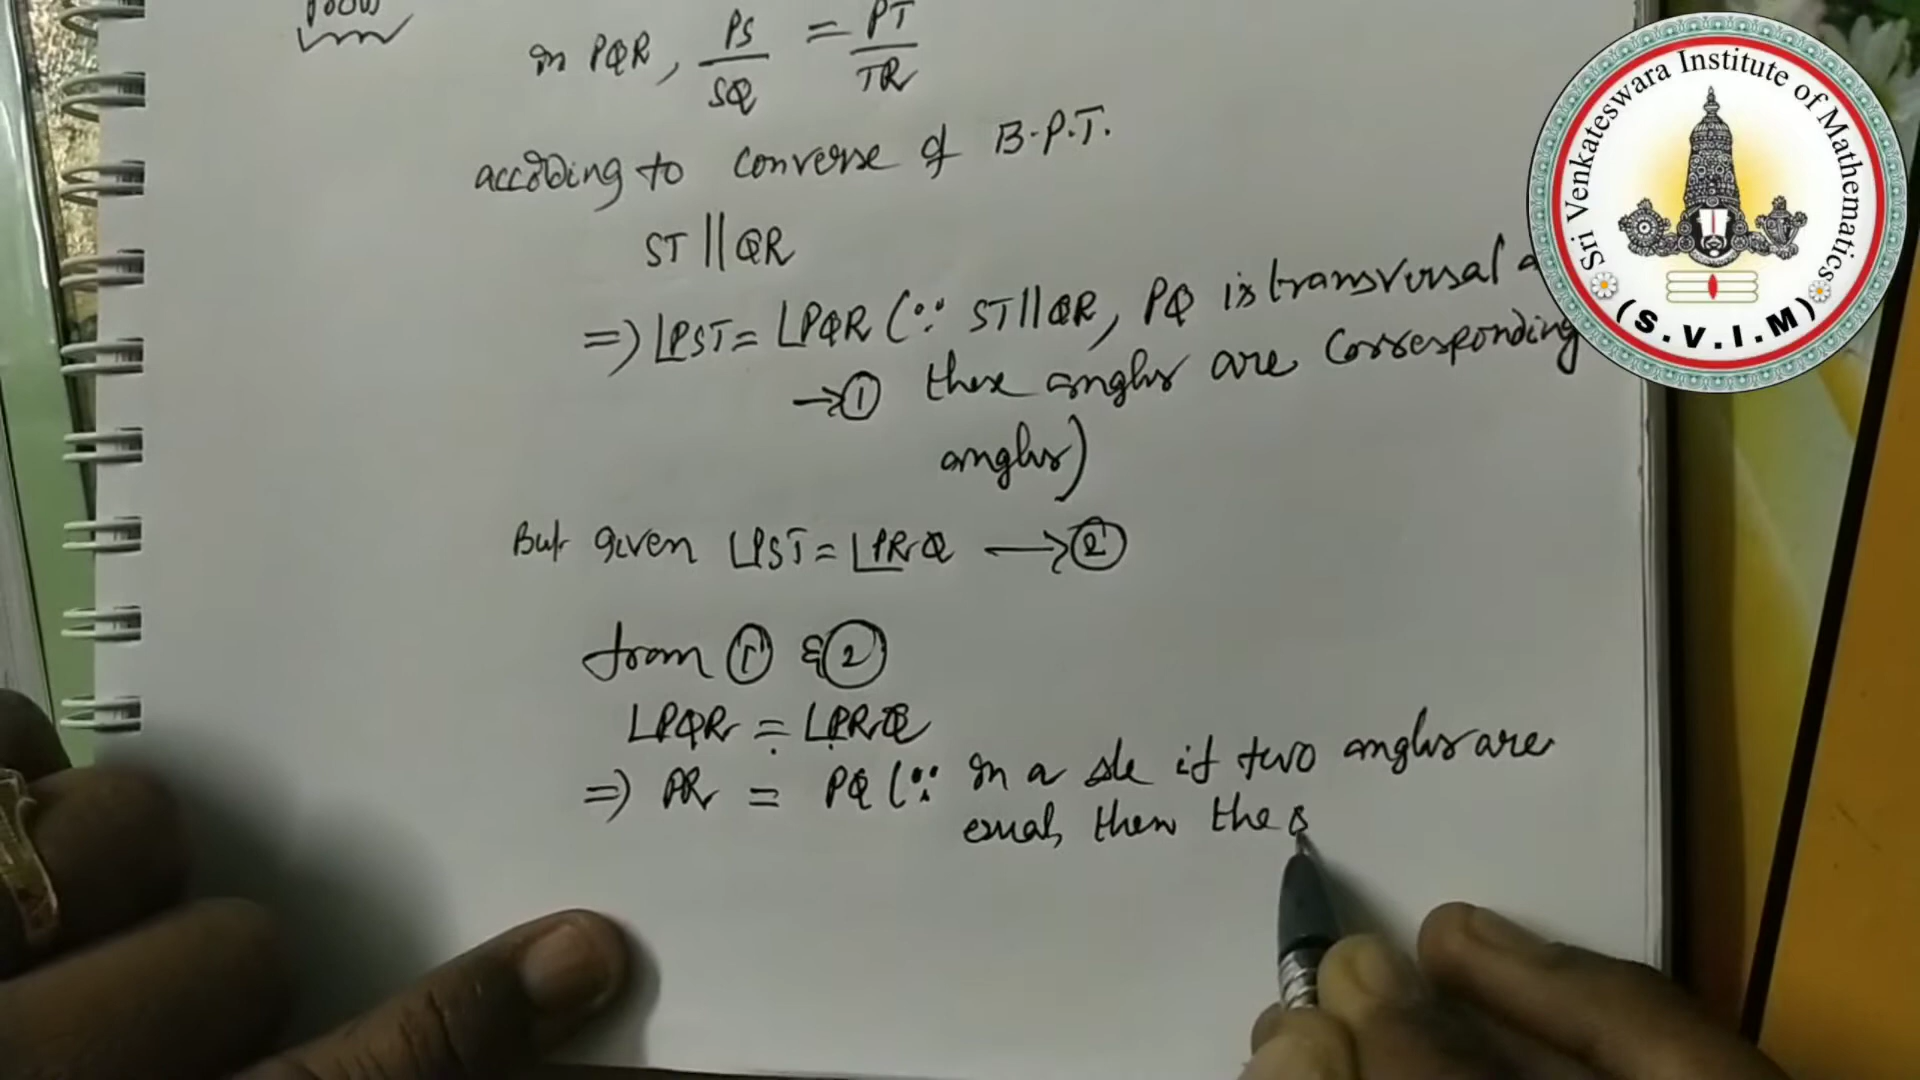 Proof
In PQR, PS/SQ = PT/TR
according to converse of B.P.T.
ST || QR
=> ∠PST = ∠PQR (∵ ST || QR, PQ is transversal a
→ ① these angles are corresponding
angles)
But given ∠PST = ∠PRQ → ②
from ① & ②
∠PQR = ∠PRQ
=> PR = PQ (∵ In a △le if two angles are
equal, then the s
Sri Venkateswara Institute of Mathematics
(S.V.I.M)